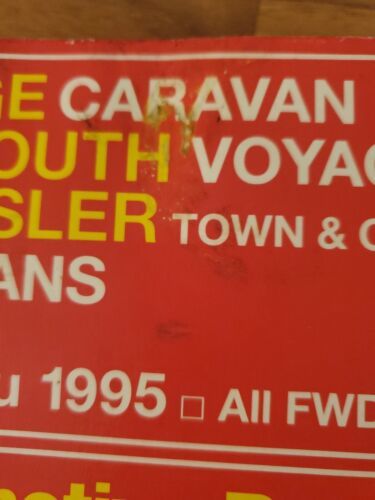 GE CARAVAN
OUTH VOYAG
SLER TOWN & C
ANS
u 1995 □ All FWD